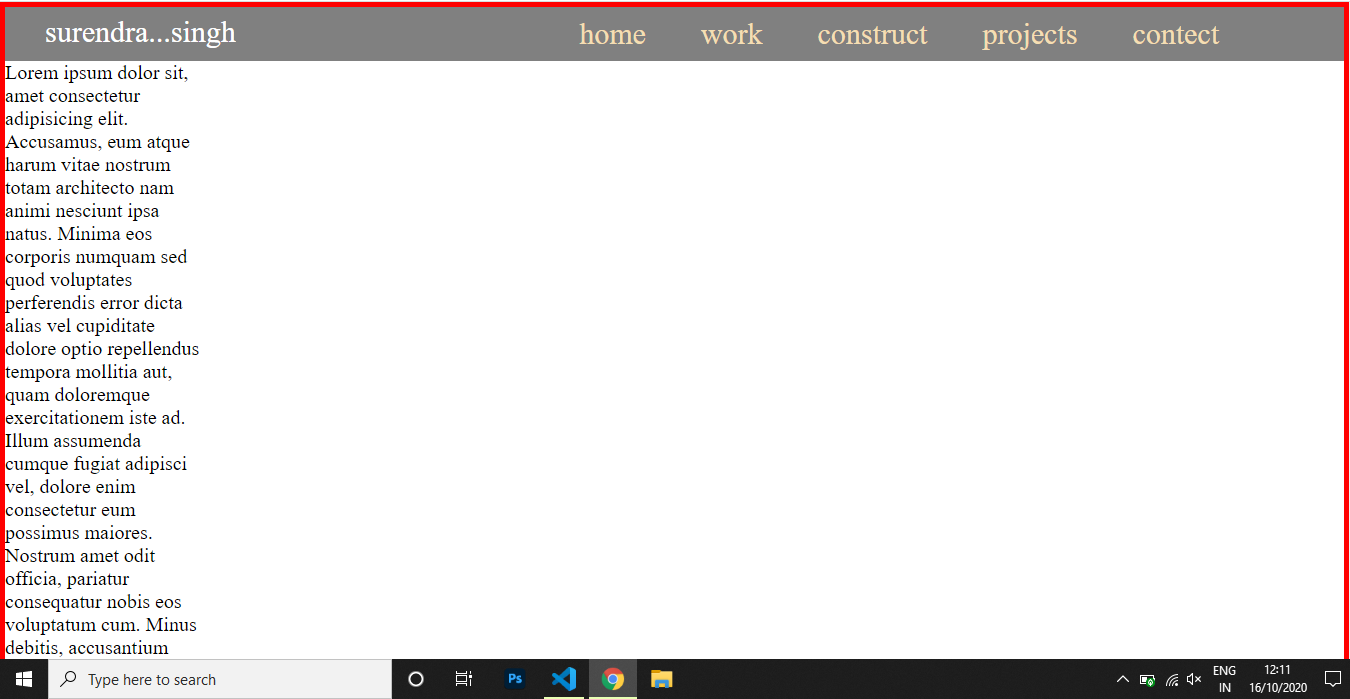 surendra...singh home work construct projects contect
Lorem ipsum dolor sit,
amet consectetur
adipisicing elit.
Accusamus, eum atque
harum vitae nostrum
totam architecto nam
animi nesciunt ipsa
natus. Minima eos
corporis numquam sed
quod voluptates
perferendis error dicta
alias vel cupiditate
dolore optio repellendus
tempora mollitia aut,
quam doloremque
exercitationem iste ad.
Illum assumenda
cumque fugiat adipisci
vel, dolore enim
consectetur eum
possimus maiores.
Nostrum amet odit
officia, pariatur
consequatur nobis eos
voluptatum cum. Minus
debitis, accusantium
Type here to search
Ps
ENG
IN
12:11
16/10/2020